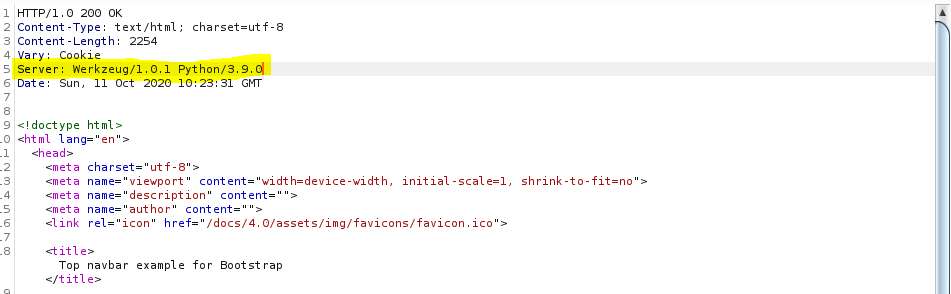 1 HTTP/1.0 200 OK
2 Content-Type: text/html; charset=utf-8
3 Content-Length: 2254
4 Vary: Cookie
5 Server: Werkzeug/1.0.1 Python/3.9.0
6 Date: Sun, 11 Oct 2020 10:23:31 GMT
7
8
9 <!doctype html>
10 <html lang="en">
11 <head>
12 <meta charset="utf-8">
13 <meta name="viewport" content="width=device-width, initial-scale=1, shrink-to-fit=no">
14 <meta name="description" content="">
15 <meta name="author" content="">
16 <link rel="icon" href="/docs/4.0/assets/img/favicons/favicon.ico">
17
18 <title>
Top navbar example for Bootstrap
</title>